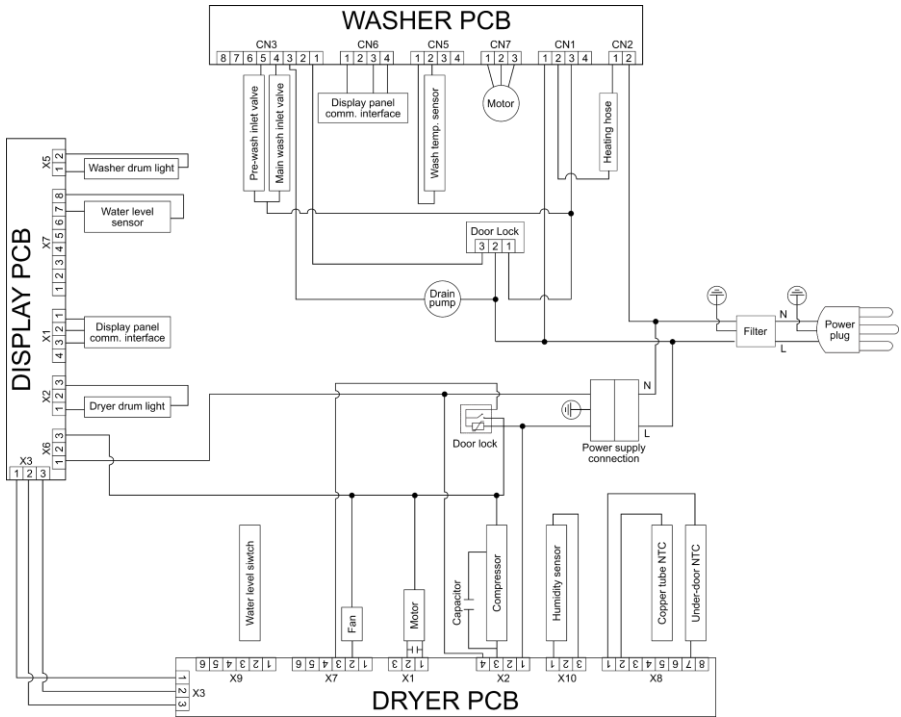 WASHER PCB
CN3 CN6 CN5 CN7 CN1 CN2
8 7 6 5 4 3 2 1 1 2 3 4 1 2 3 4 1 2 3 1 2 3 4 1 2
Pre-wash inlet valve
Main wash inlet valve
Display panel
comm. interface
Wash temp. sensor
Motor
Heating hose
DISPLAY PCB
X5
2
1
Washer drum light
X7
8
7
6
5
4
3
2
1
Water level
sensor
Door Lock
3 2 1
Drain
pump
X1
1
2
3
4
Display panel
comm. interface
N
L
Filter
Power
plug
X2
3
2
1
Dryer drum light
X6
3
2
1
Door lock
N
L
Power supply
connection
X3
1 2 3
Water level siwtch
Fan
Motor
Capacitor
Compressor
Humidity sensor
Copper tube NTC
Under-door NTC
6 5 4 3 2 1 6 5 4 3 2 1 3 2 1 4 3 2 1 1 2 3 1 2 3 4 5 6 7 8
X9 X7 X1 X2 X10 X8
1
2
3
X3
DRYER PCB